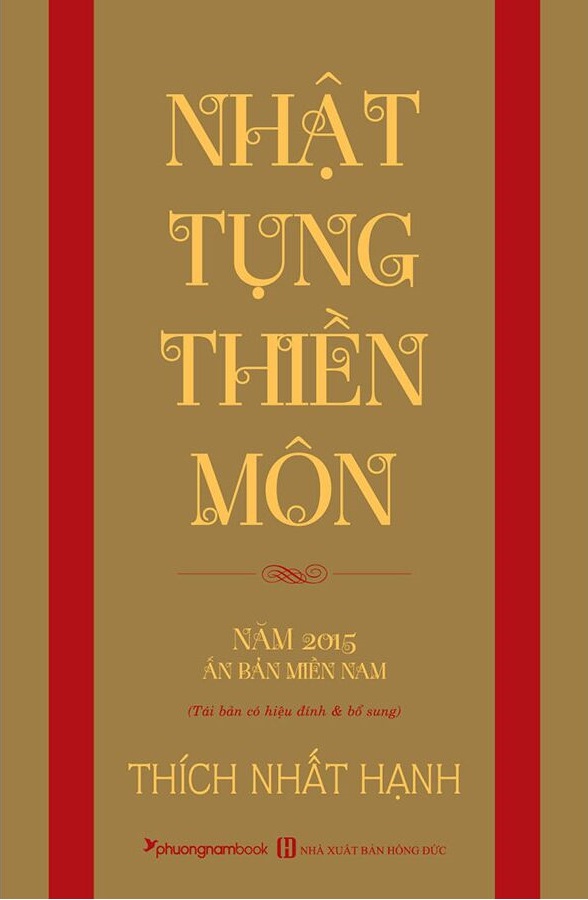 NHẬT
TỤNG
THIỀN
MÔN
NĂM 2015
ẤN BẢN MIỀN NAM
(Tái bản có hiệu đính & bổ sung)
THÍCH NHẤT HẠNH
phuongnambook NHÀ XUẤT BẢN HỒNG ĐỨC